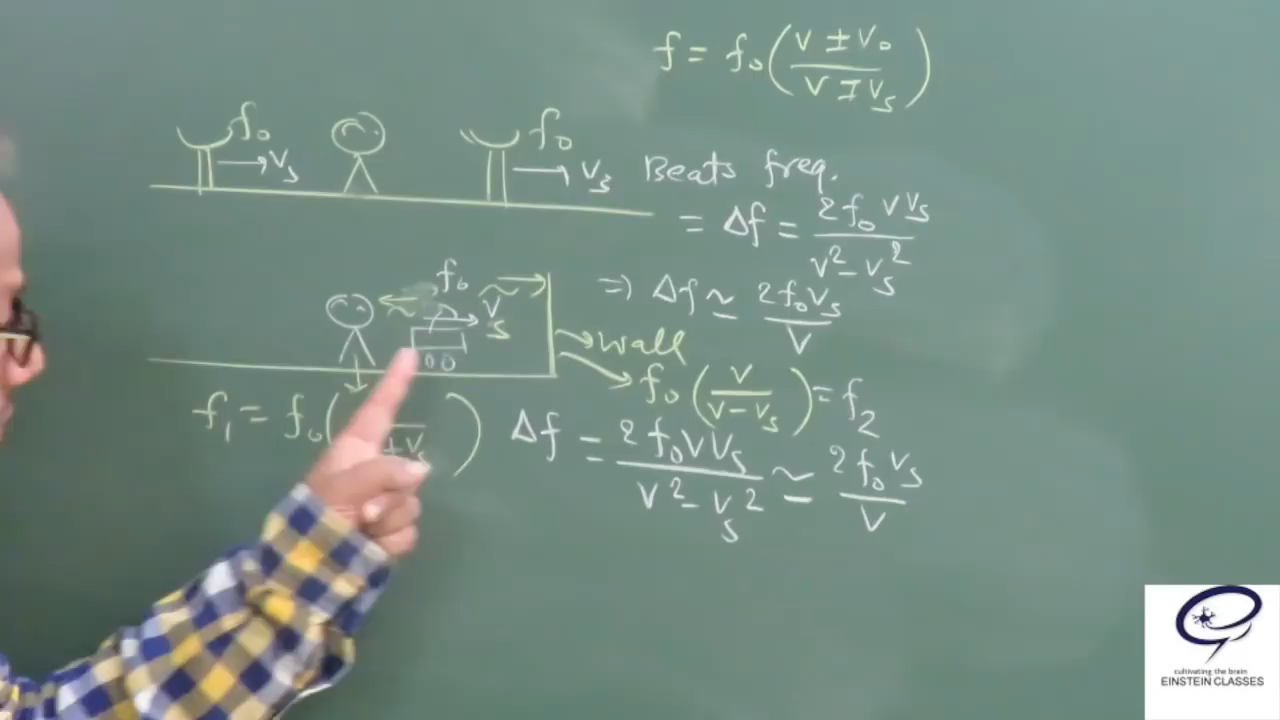 f = f₀ (V ± V₀ / V ∓ Vₛ)
f₀ f₀
Vₛ Vₛ
Beats freq.
= Δf = 2f₀VVₛ / V² - Vₛ²
⇒ Δf ~ 2f₀Vₛ / V
f₀ Vₛ
Wall
f₀ (V / V - Vₛ) = f₂
f₁ = f₀ ( + Vₛ )
Δf = 2f₀VVₛ / V² - Vₛ² ≃ 2f₀Vₛ / V
cultivating the brain
EINSTEIN CLASSES